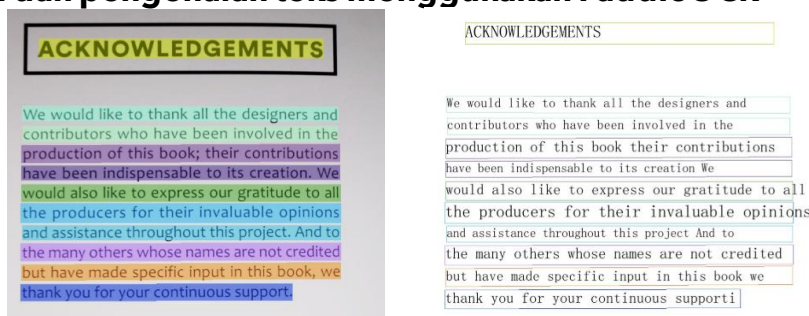 dan pengenalan teks menggunakan PaddleOCR
ACKNOWLEDGEMENTS
We would like to thank all the designers and
contributors who have been involved in the
production of this book; their contributions
have been indispensable to its creation. We
would also like to express our gratitude to all
the producers for their invaluable opinions
and assistance throughout this project. And to
the many others whose names are not credited
but have made specific input in this book, we
thank you for your continuous support.
ACKNOWLEDGEMENTS
We would like to thank all the designers and
contributors who have been involved in the
production of this book their contributions
have been indispensable to its creation We
would also like to express our gratitude to all
the producers for their invaluable opinions
and assistance throughout this project And to
the many others whose names are not credited
but have made specific input in this book we
thank you for your continuous supporti